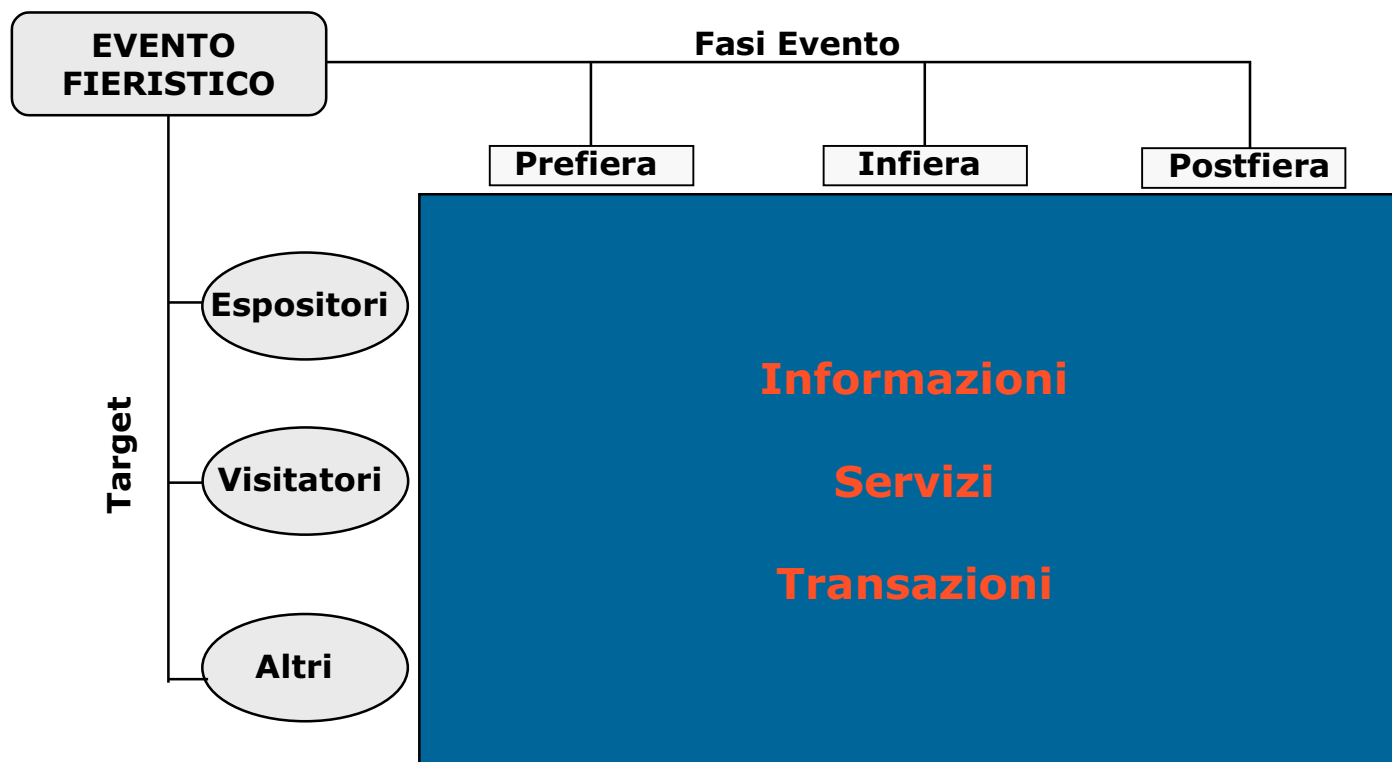 EVENTO
FIERISTICO
Fasi Evento
Prefiera
Infiera
Postfiera
Target
Espositori
Visitatori
Altri
Informazioni
Servizi
Transazioni